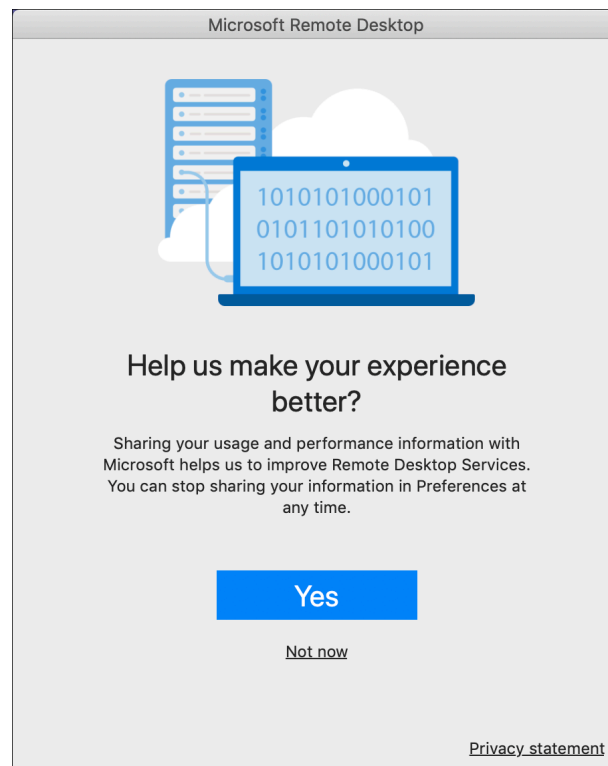 Microsoft Remote Desktop
1010101000101
0101101010100
1010101000101
Help us make your experience
better?
Sharing your usage and performance information with
Microsoft helps us to improve Remote Desktop Services.
You can stop sharing your information in Preferences at
any time.
Yes
Not now
Privacy statement